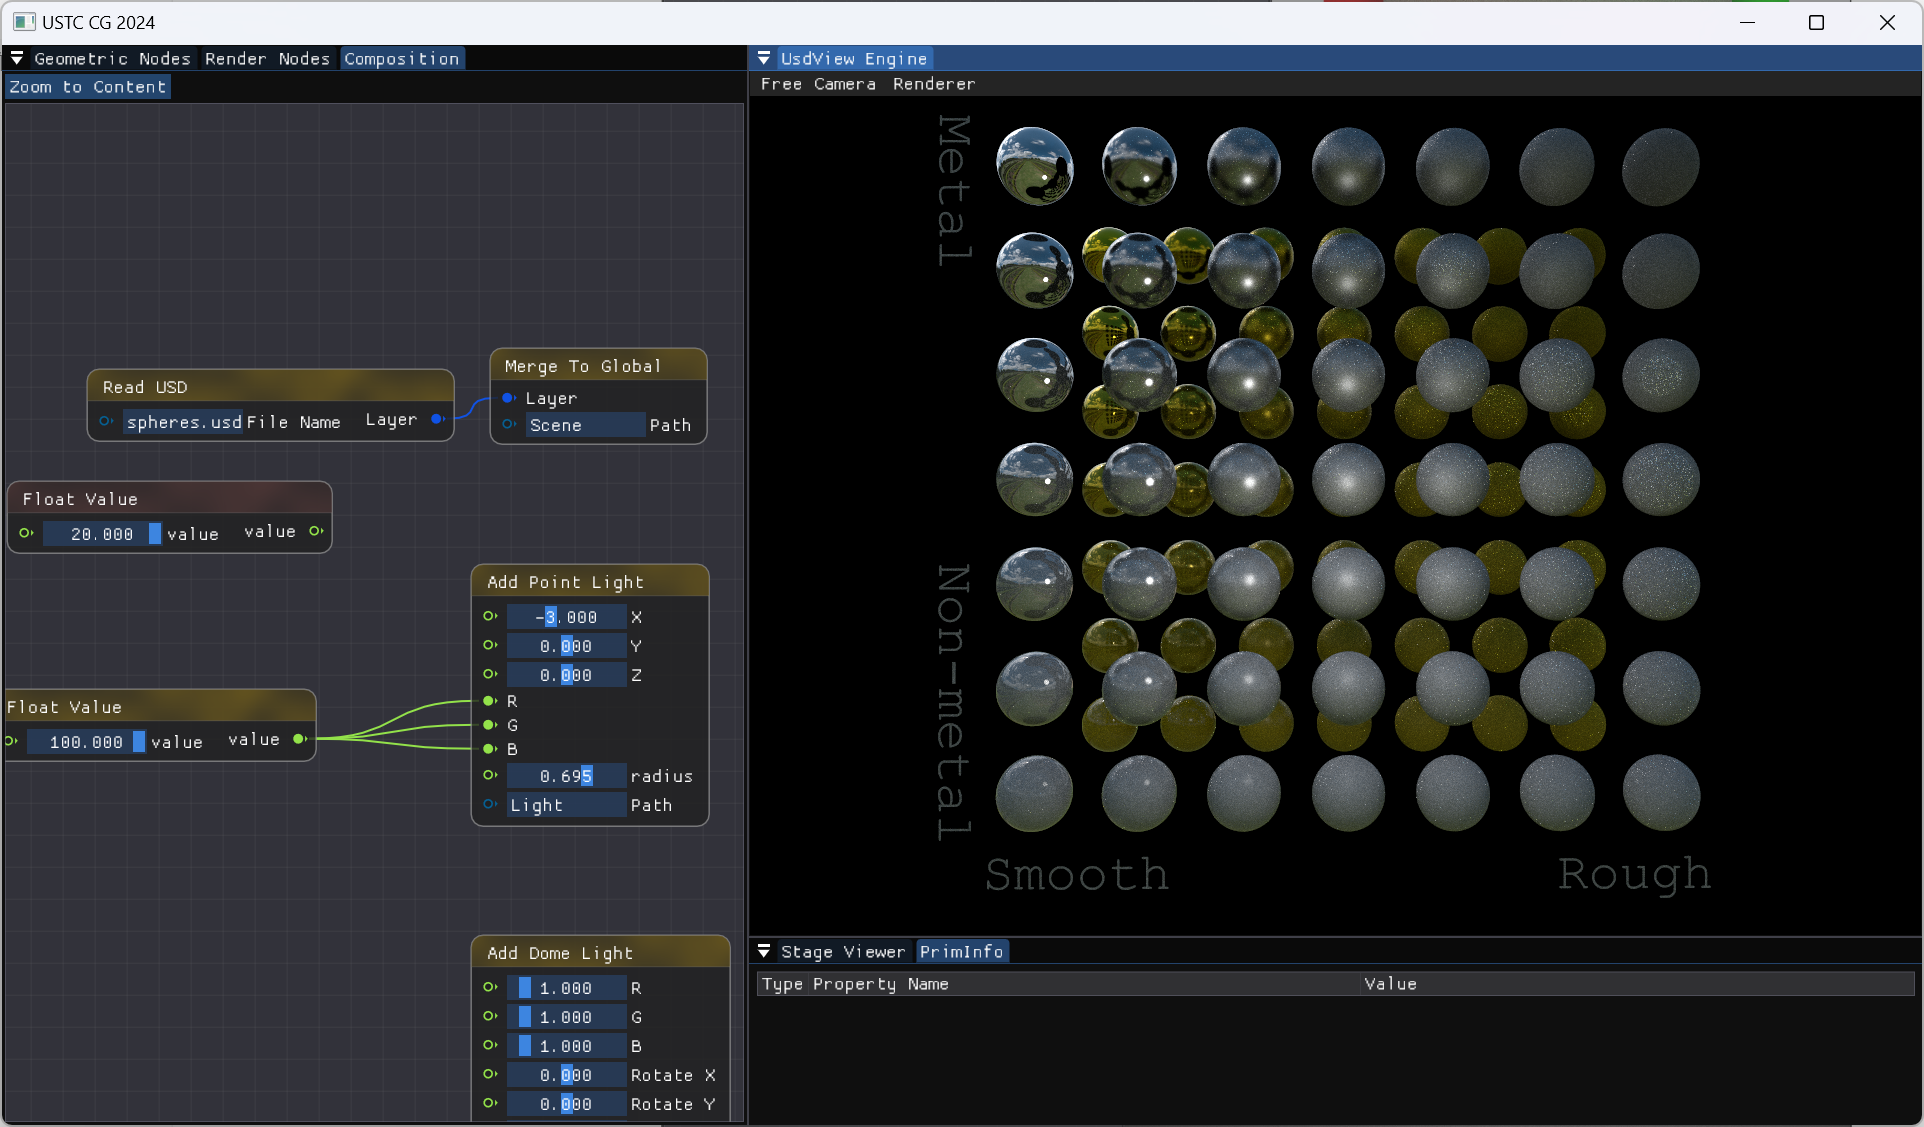 USTC CG 2024
Geometric Nodes Render Nodes Composition
Zoom to Content
Read USD
spheres.usd File Name Layer
Merge To Global
Layer
Scene Path
Float Value
20.000 value value
Add Point Light
-3.000 X
0.000 Y
0.000 Z
R
G
B
0.695 radius
Light Path
Float Value
100.000 value value
Add Dome Light
1.000 R
1.000 G
1.000 B
0.000 Rotate X
0.000 Rotate Y
UsdView Engine
Free Camera Renderer
Metal
Non-metal
Smooth Rough
Stage Viewer PrimInfo
Type Property Name Value